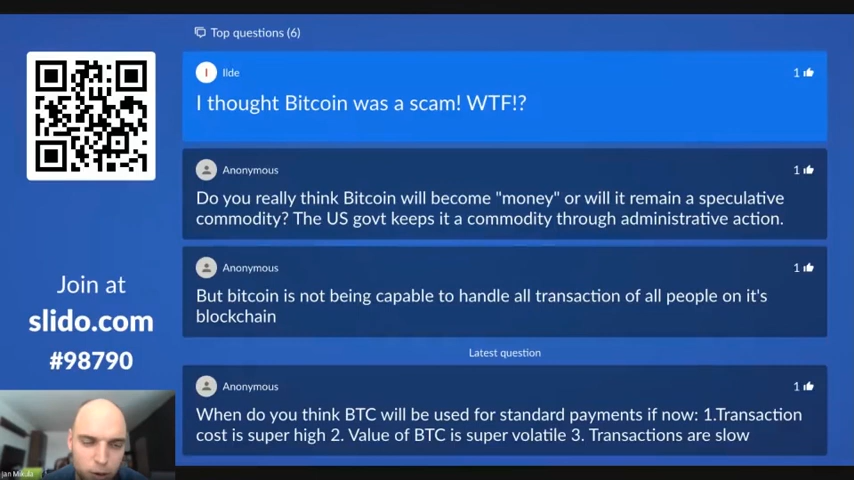 Top questions (6)
Ilde
1
I thought Bitcoin was a scam! WTF!?
Anonymous
1
Do you really think Bitcoin will become "money" or will it remain a speculative
commodity? The US govt keeps it a commodity through administrative action.
Anonymous
1
But bitcoin is not being capable to handle all transaction of all people on it's
blockchain
Latest question
Anonymous
1
When do you think BTC will be used for standard payments if now: 1.Transaction
cost is super high 2. Value of BTC is super volatile 3. Transactions are slow
Join at
slido.com
#98790
Jan Mikula